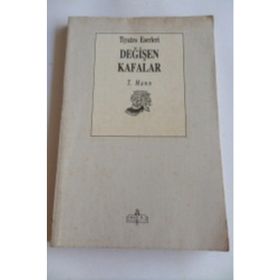 Tiyatro Eserleri
DEĞİŞEN
KAFALAR
T. Mann